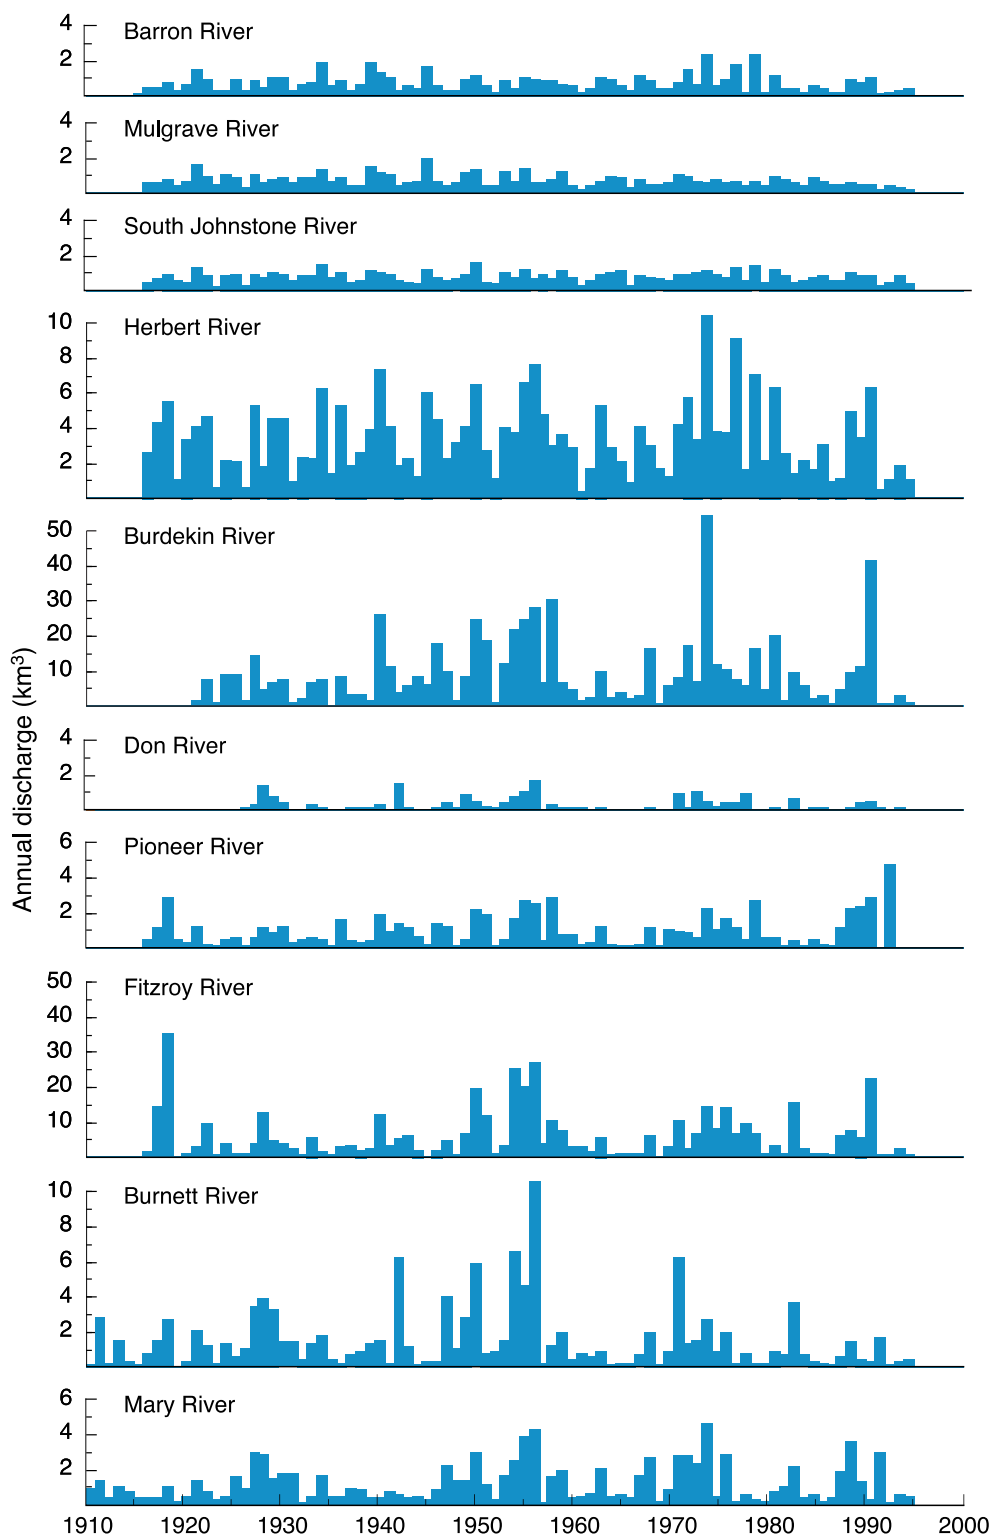 Annual discharge (km³)
4
Barron River
2
4
Mulgrave River
2
4
South Johnstone River
2
10
Herbert River
8
6
4
2
50
Burdekin River
40
30
20
10
4
Don River
2
6
Pioneer River
4
2
50
Fitzroy River
40
30
20
10
10
Burnett River
8
6
4
2
6
Mary River
4
2
1910 1920 1930 1940 1950 1960 1970 1980 1990 2000